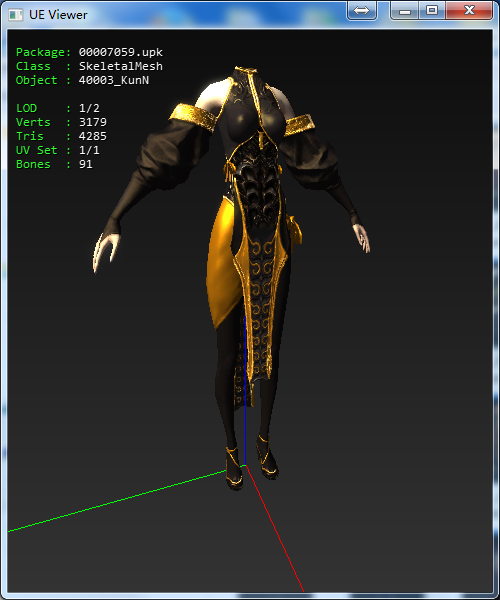 UE Viewer
Package: 00007059.upk
Class : SkeletalMesh
Object : 40003_KunN
LOD : 1/2
Verts : 3179
Tris : 4285
UV Set : 1/1
Bones : 91